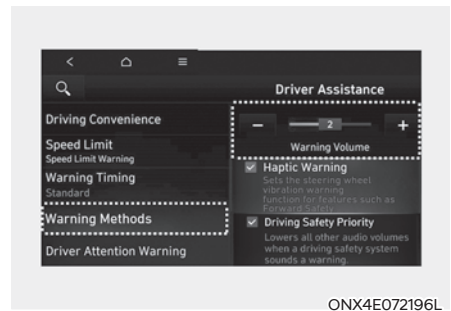 Driver Assistance
Driving Convenience
Speed Limit
Speed Limit Warning
Warning Timing
Standard
Warning Methods
Driver Attention Warning
– 2 +
Warning Volume
Haptic Warning
Sets the steering wheel
vibration warning
function for features such as
Forward Safety
Driving Safety Priority
Lowers all other audio volumes
when a driving safety system
sounds a warning.
ONX4E072196L